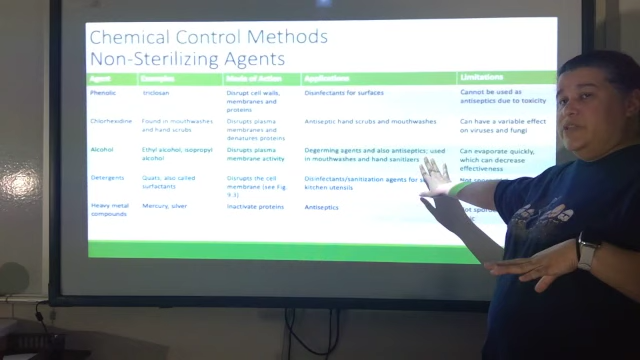 Chemical Control Methods
Non-Sterilizing Agents
Agent Examples Mode of Action Applications Limitations
Phenolic triclosan Disrupt cell walls, Disinfectants for surfaces Cannot be used as
membranes and antiseptics due to toxicity
proteins
Chlorhexidine Found in mouthwashes Disrupts plasma Antiseptic hand scrubs and mouthwashes Can have a variable effect
and hand scrubs membranes and on viruses and fungi
denatures proteins
Alcohol Ethyl alcohol, isopropyl Disrupts plasma Degerming agents and also antiseptics; used Can evaporate quickly,
alcohol membrane activity in mouthwashes and hand sanitizers which can decrease
effectiveness
Detergents Quats, also called Disrupts the cell Disinfectants/sanitization agents for
surfactants membrane (see Fig. kitchen utensils
9.3)
Heavy metal Mercury, silver Inactivate proteins Antiseptics
compounds